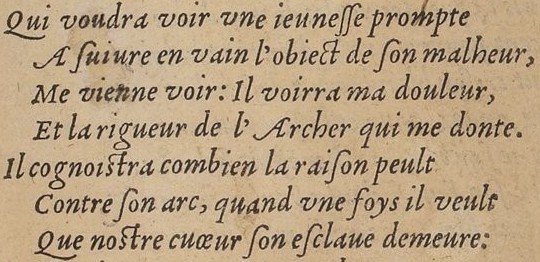 Qui voudra voir vne ieuneſſe prompte
A ſuiure en vain l'obiect de ſon malheur,
Me vienne voir: Il voirra ma douleur,
Et la rigueur de l'Archer qui me donte.
Il cognoiſtra combien la raiſon peult
Contre ſon arc, quand vne foys il veult
Que noſtre cuœur ſon eſclaue demeure: